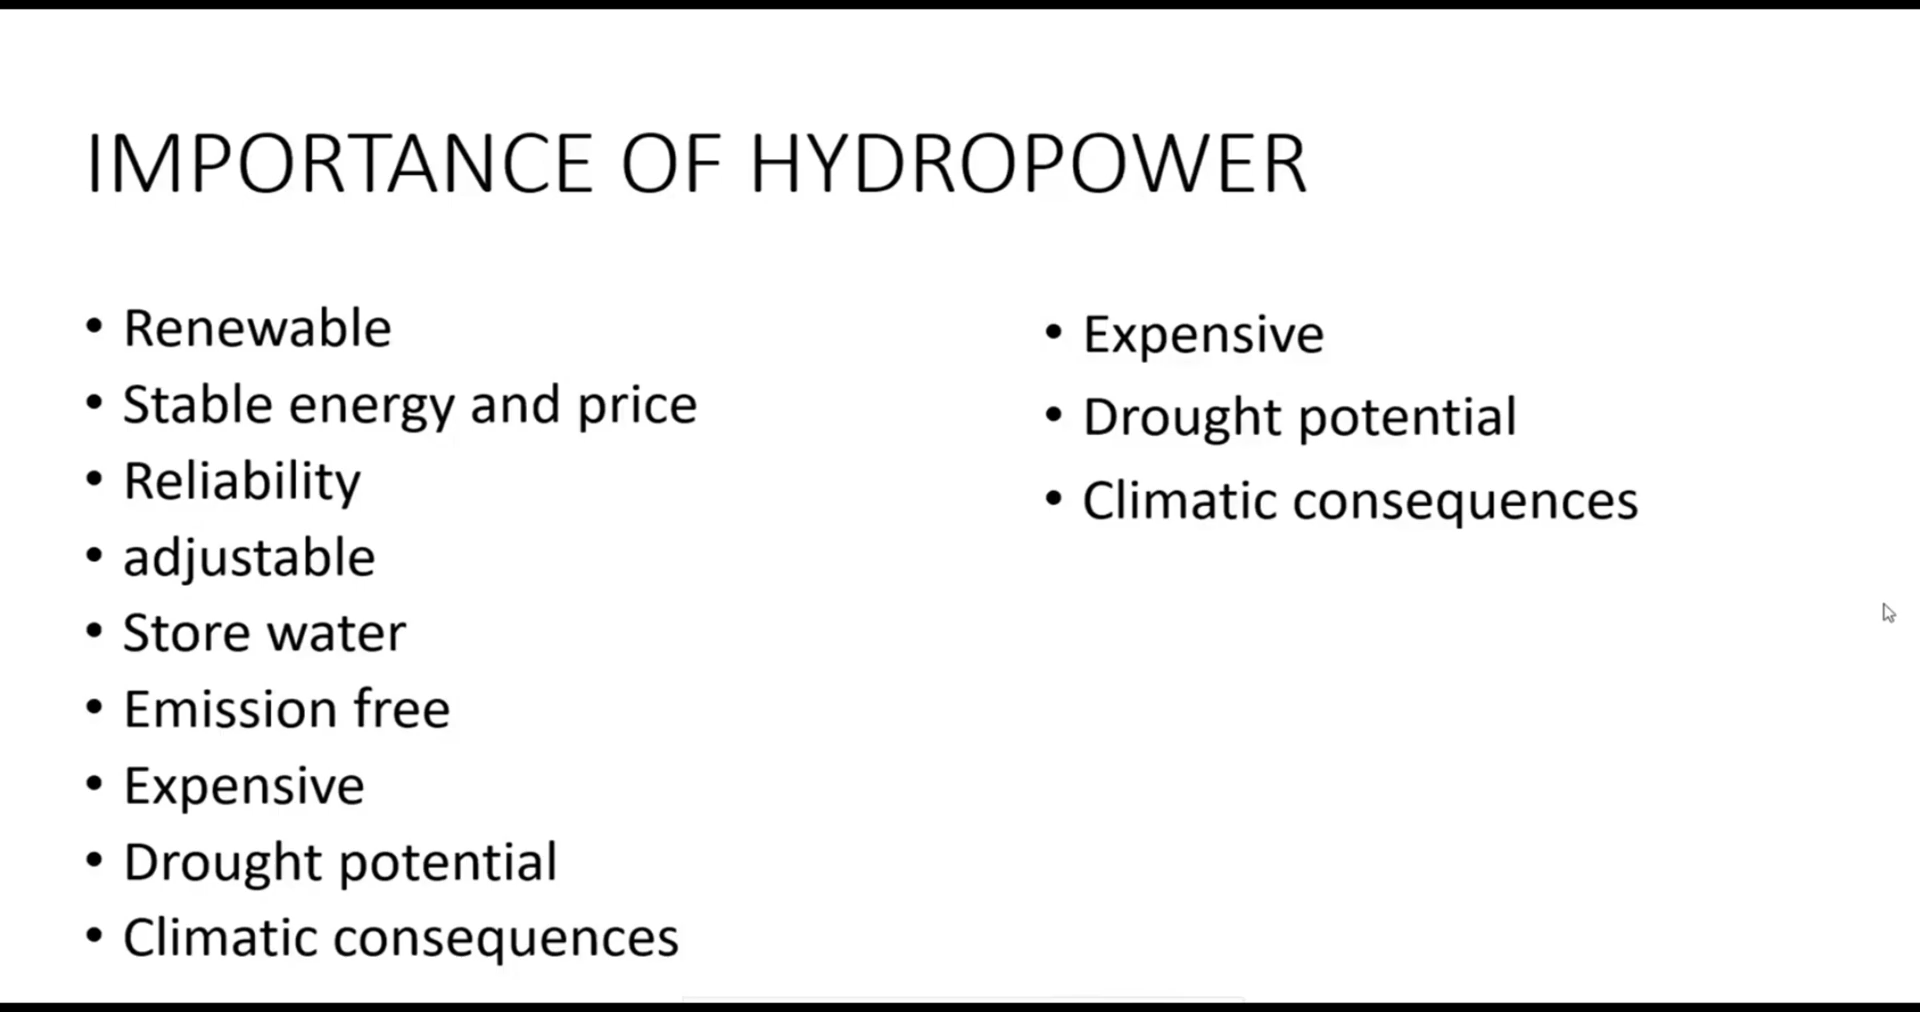 IMPORTANCE OF HYDROPOWER
• Renewable
• Stable energy and price
• Reliability
• adjustable
• Store water
• Emission free
• Expensive
• Drought potential
• Climatic consequences
• Expensive
• Drought potential
• Climatic consequences